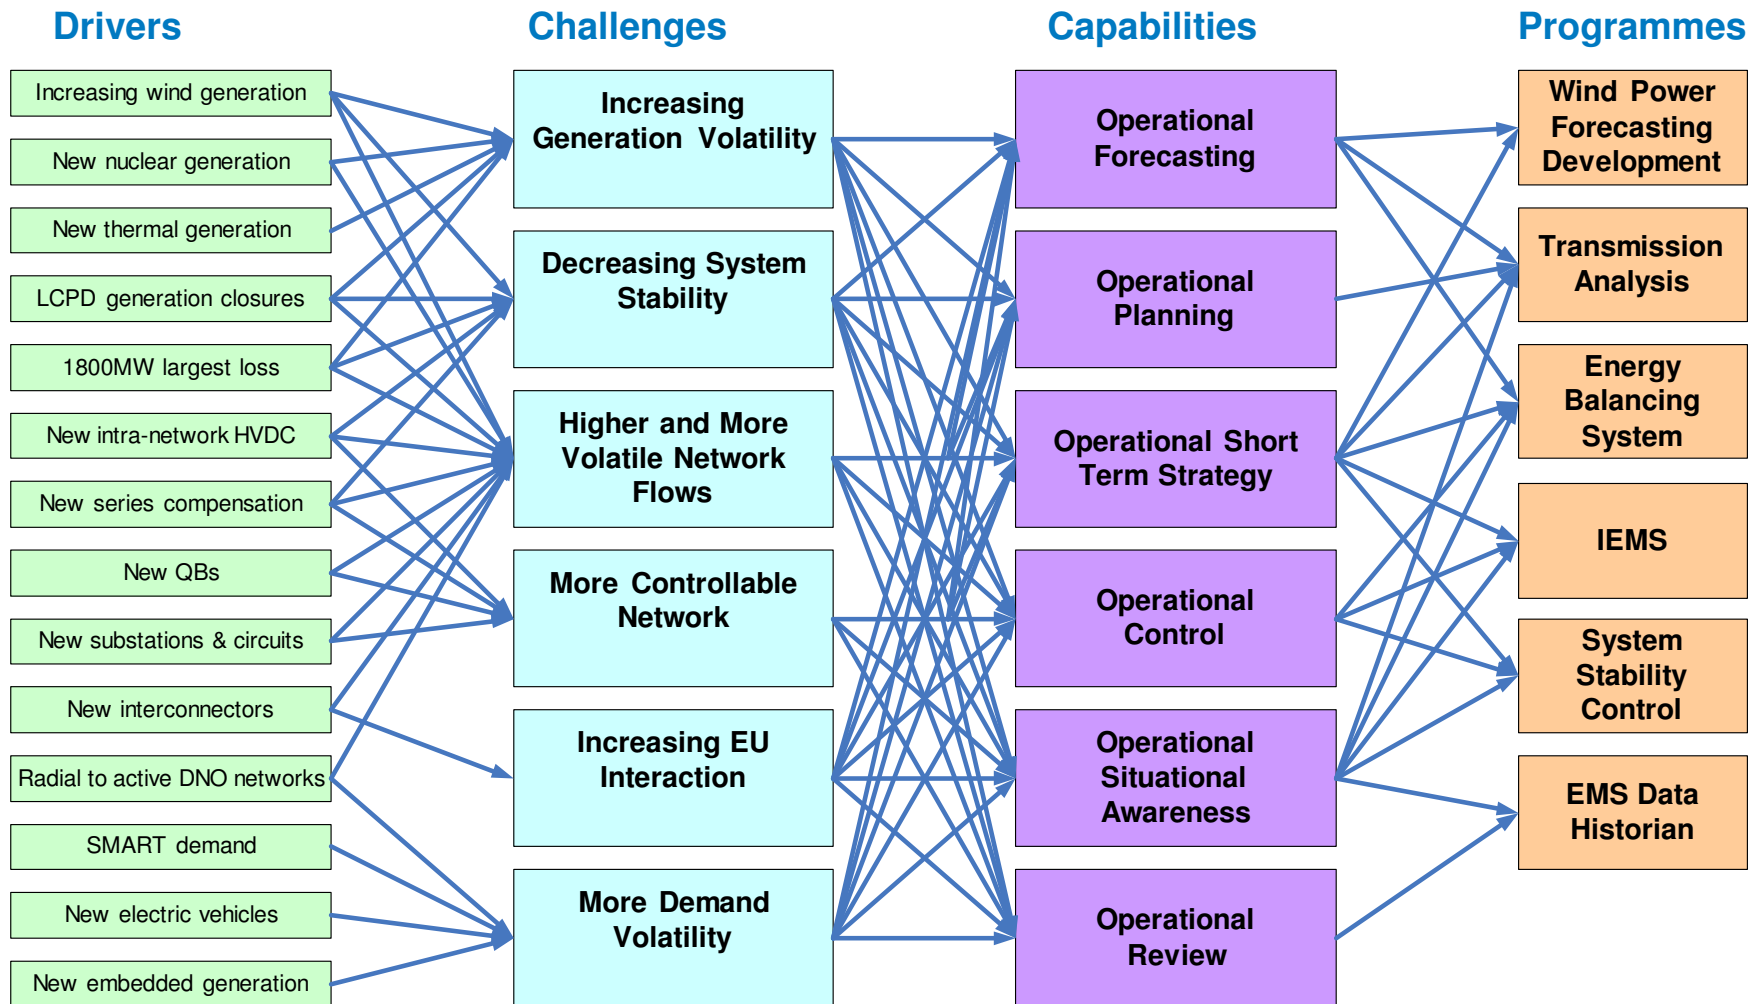 Drivers
Challenges
Capabilities
Programmes
Increasing wind generation
New nuclear generation
New thermal generation
LCPD generation closures
1800MW largest loss
New intra-network HVDC
New series compensation
New QBs
New substations & circuits
New interconnectors
Radial to active DNO networks
SMART demand
New electric vehicles
New embedded generation
Increasing
Generation Volatility
Decreasing System
Stability
Higher and More
Volatile Network
Flows
More Controllable
Network
Increasing EU
Interaction
More Demand
Volatility
Operational
Forecasting
Operational
Planning
Operational Short
Term Strategy
Operational
Control
Operational
Situational
Awareness
Operational
Review
Wind Power
Forecasting
Development
Transmission
Analysis
Energy
Balancing
System
IEMS
System
Stability
Control
EMS Data
Historian